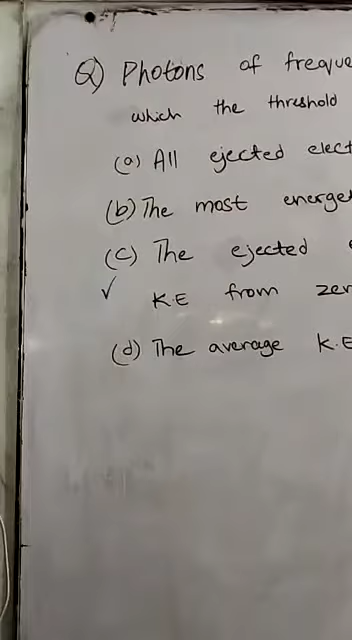 Q) Photons of freque
which the threshold
(a) All ejected elect
(b) The most energe
(c) The ejected
✓ K.E from zer
(d) The average K.E